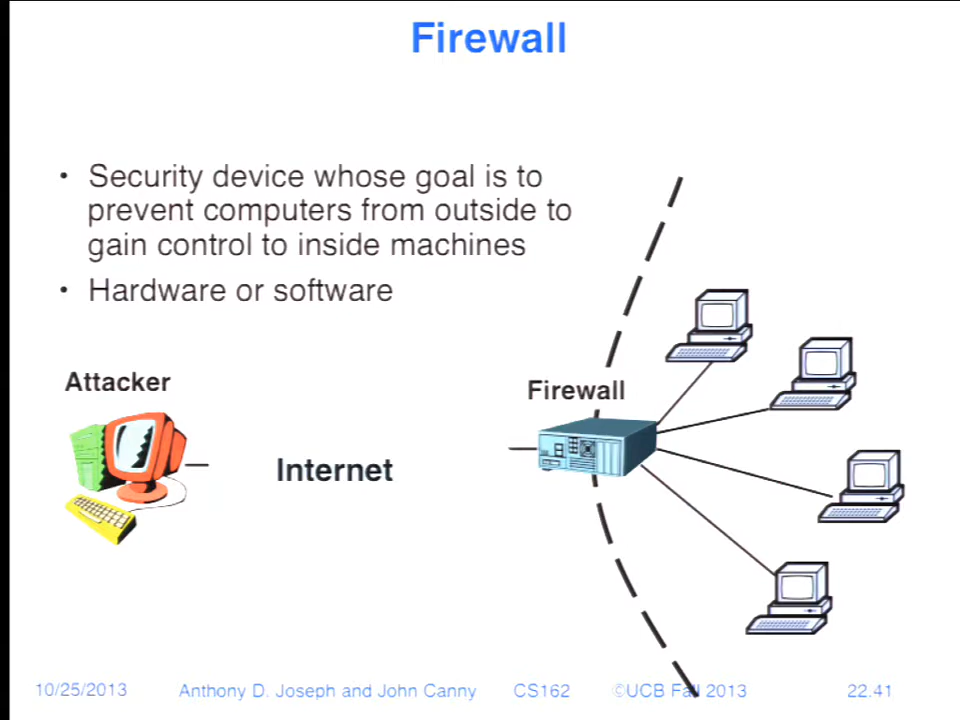 Firewall
• Security device whose goal is to
prevent computers from outside to
gain control to inside machines
• Hardware or software
Attacker
Firewall
Internet
10/25/2013 Anthony D. Joseph and John Canny CS162 ©UCB Fall 2013 22.41